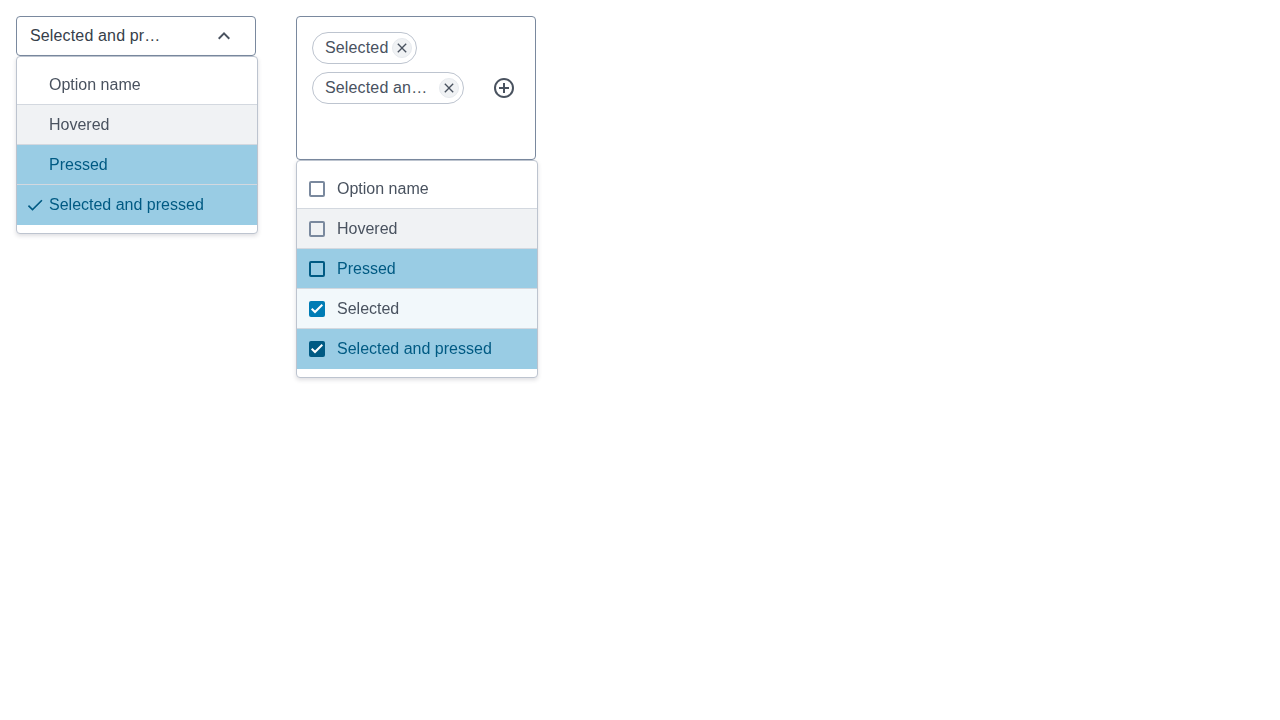 Selected and pr…
Option name
Hovered
Pressed
Selected and pressed
Selected
Selected an…
Option name
Hovered
Pressed
Selected
Selected and pressed